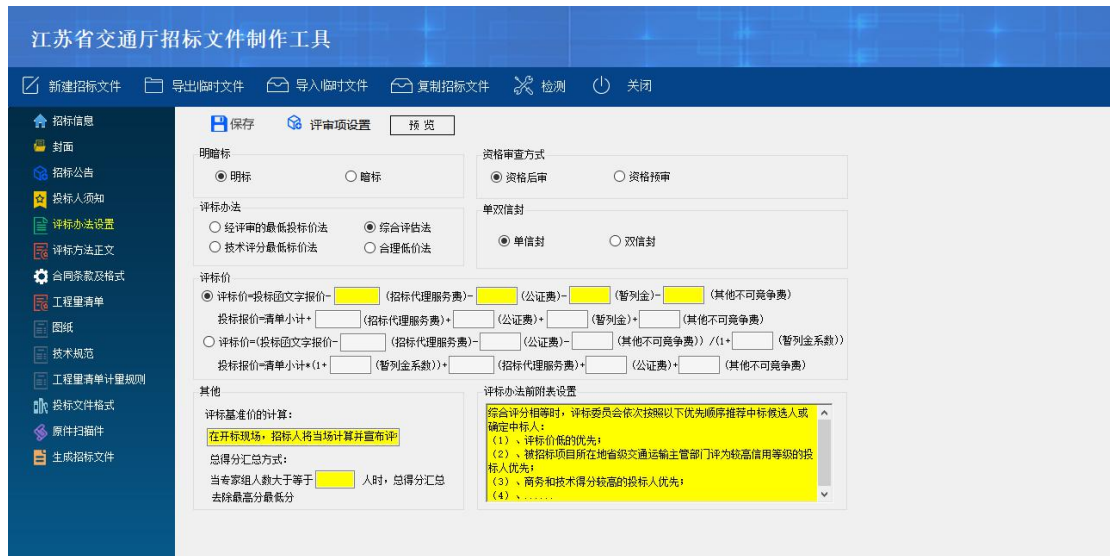 江苏省交通厅招标文件制作工具
新建招标文件 导出临时文件 导入临时文件 复制招标文件 检测 关闭
招标信息
封面
招标公告
投标人须知
评标办法设置
评标方法正文
合同条款及格式
工程量清单
图纸
技术规范
工程量清单计量规则
投标文件格式
原件扫描件
生成招标文件
保存 评审项设置 预 览
明暗标
明标 暗标
资格审查方式
资格后审 资格预审
评标办法
经评审的最低投标价法 综合评估法
技术评分最低标价法 合理低价法
单双信封
单信封 双信封
评标价
评标价=投标函文字报价- (招标代理服务费)- (公证费)- (暂列金)- (其他不可竞争费)
投标报价=清单小计+ (招标代理服务费)+ (公证费)+ (暂列金)+ (其他不可竞争费)
评标价=(投标函文字报价- (招标代理服务费)- (公证费)- (其他不可竞争费)) /(1+ (暂列金系数))
投标报价=清单小计*(1+ (暂列金系数))+ (招标代理服务费)+ (公证费)+ (其他不可竞争费)
其他
评标基准价的计算:
在开标现场，招标人将当场计算并宣布评
总得分汇总方式:
当专家组人数大于等于 人时，总得分汇总
去除最高分最低分
评标办法前附表设置
综合评分相等时，评标委员会依次按照以下优先顺序推荐中标候选人或
确定中标人:
(1) 、评标价低的优先;
(2) 、被招标项目所在地省级交通运输主管部门评为较高信用等级的投
标人优先;
(3) 、商务和技术得分较高的投标人优先;
(4) 、......